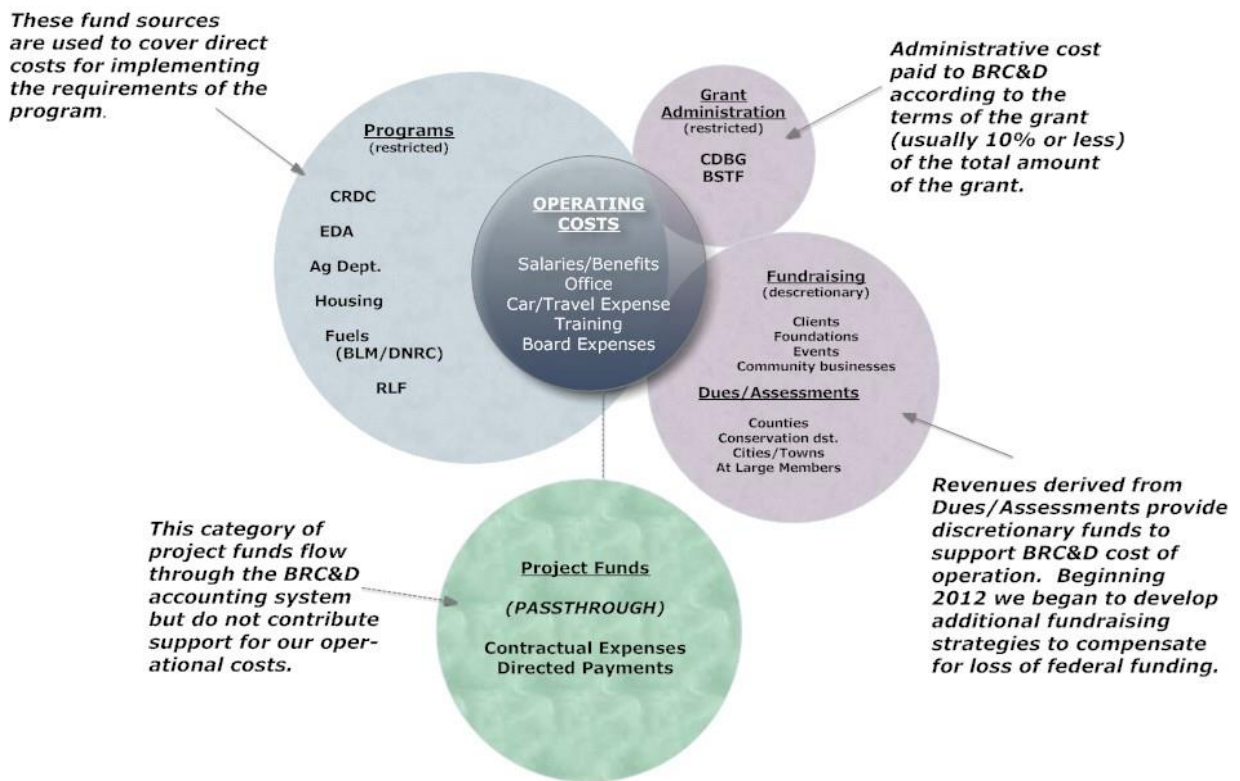 These fund sources
are used to cover direct
costs for implementing
the requirements of the
program.
Programs
(restricted)
CRDC
EDA
Ag Dept.
Housing
Fuels
(BLM/DNRC)
RLF
Grant
Administration
(restricted)
CDBG
BSTF
Administrative cost
paid to BRC&D
according to the
terms of the grant
(usually 10% or less)
of the total amount
of the grant.
OPERATING
COSTS
Salaries/Benefits
Office
Car/Travel Expense
Training
Board Expenses
Fundraising
(descretionary)
Clients
Foundations
Events
Community businesses
Dues/Assessments
Counties
Conservation dst.
Cities/Towns
At Large Members
Revenues derived from
Dues/Assessments provide
discretionary funds to
support BRC&D cost of
operation.  Beginning
2012 we began to develop
additional fundraising
strategies to compensate
for loss of federal funding.
This category of
project funds flow
through the BRC&D
accounting system
but do not contribute
support for our oper-
ational costs.
Project Funds
(PASSTHROUGH)
Contractual Expenses
Directed Payments